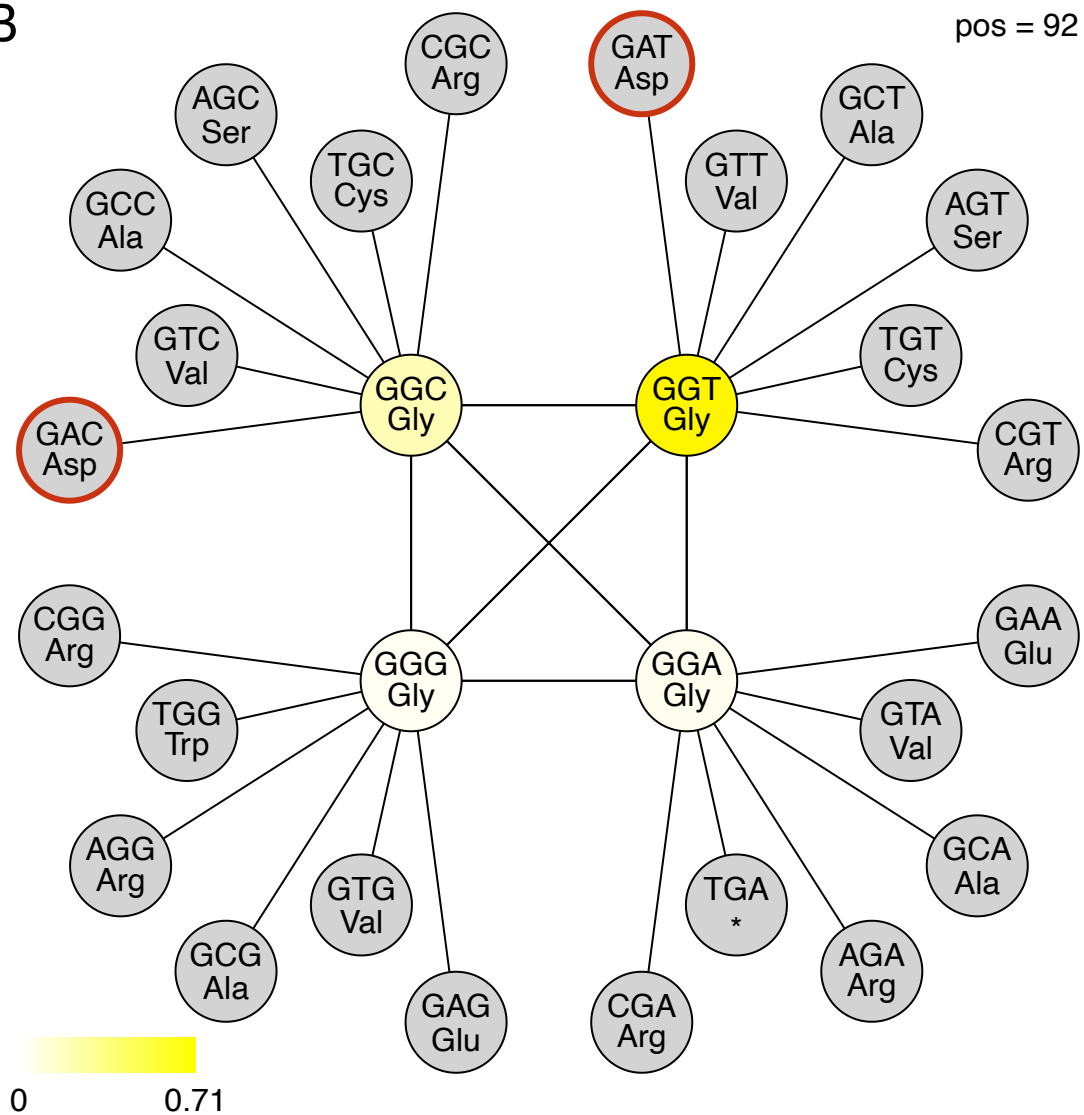 B
pos = 92
CGC
Arg
GAT
Asp
AGC
Ser
GCT
Ala
TGC
Cys
GTT
Val
GCC
Ala
AGT
Ser
GTC
Val
TGT
Cys
GGC
Gly
GGT
Gly
GAC
Asp
CGT
Arg
CGG
Arg
GAA
Glu
GGG
Gly
GGA
Gly
TGG
Trp
GTA
Val
AGG
Arg
GCA
Ala
GTG
Val
TGA
*
GCG
Ala
AGA
Arg
GAG
Glu
CGA
Arg
0
0.71